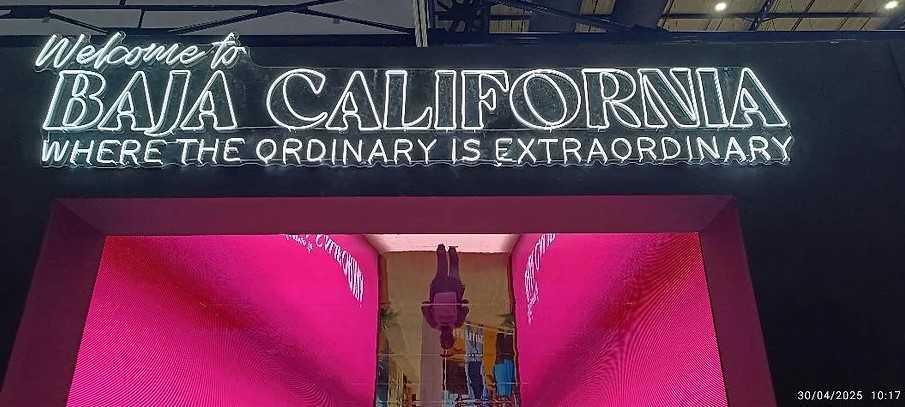 Welcome to
BAJA CALIFORNIA
WHERE THE ORDINARY IS EXTRAORDINARY
30/04/2025 10:17